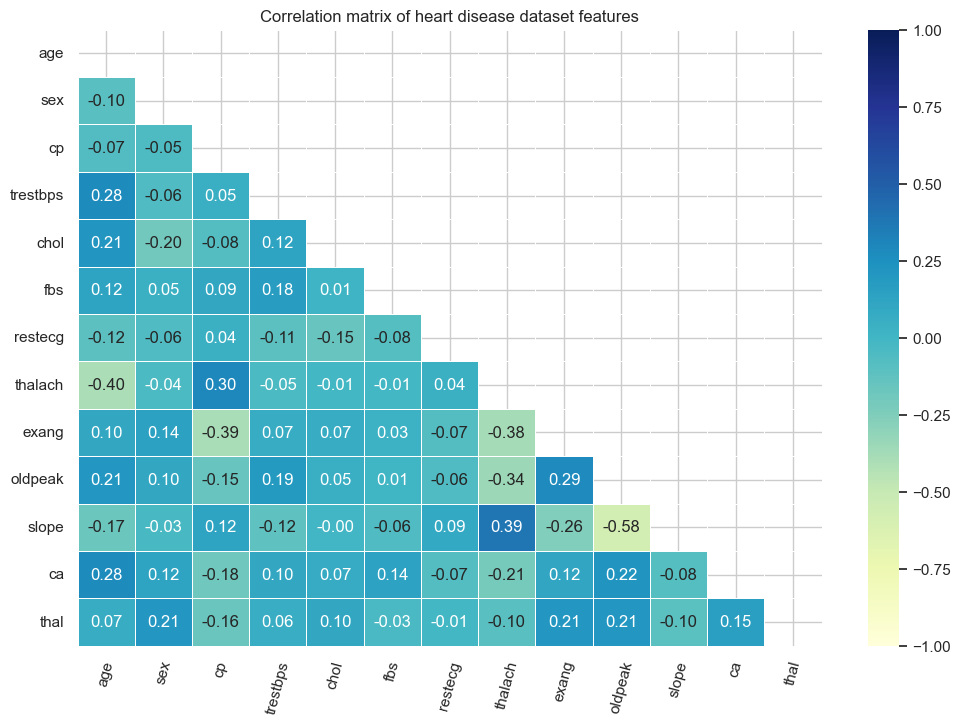 Correlation matrix of heart disease dataset features
age
sex -0.10
cp -0.07 -0.05
trestbps 0.28 -0.06 0.05
chol 0.21 -0.20 -0.08 0.12
fbs 0.12 0.05 0.09 0.18 0.01
restecg -0.12 -0.06 0.04 -0.11 -0.15 -0.08
thalach -0.40 -0.04 0.30 -0.05 -0.01 -0.01 0.04
exang 0.10 0.14 -0.39 0.07 0.07 0.03 -0.07 -0.38
oldpeak 0.21 0.10 -0.15 0.19 0.05 0.01 -0.06 -0.34 0.29
slope -0.17 -0.03 0.12 -0.12 -0.00 -0.06 0.09 0.39 -0.26 -0.58
ca 0.28 0.12 -0.18 0.10 0.07 0.14 -0.07 -0.21 0.12 0.22 -0.08
thal 0.07 0.21 -0.16 0.06 0.10 -0.03 -0.01 -0.10 0.21 0.21 -0.10 0.15
age sex cp trestbps chol fbs restecg thalach exang oldpeak slope ca thal
1.00
0.75
0.50
0.25
0.00
−0.25
−0.50
−0.75
−1.00